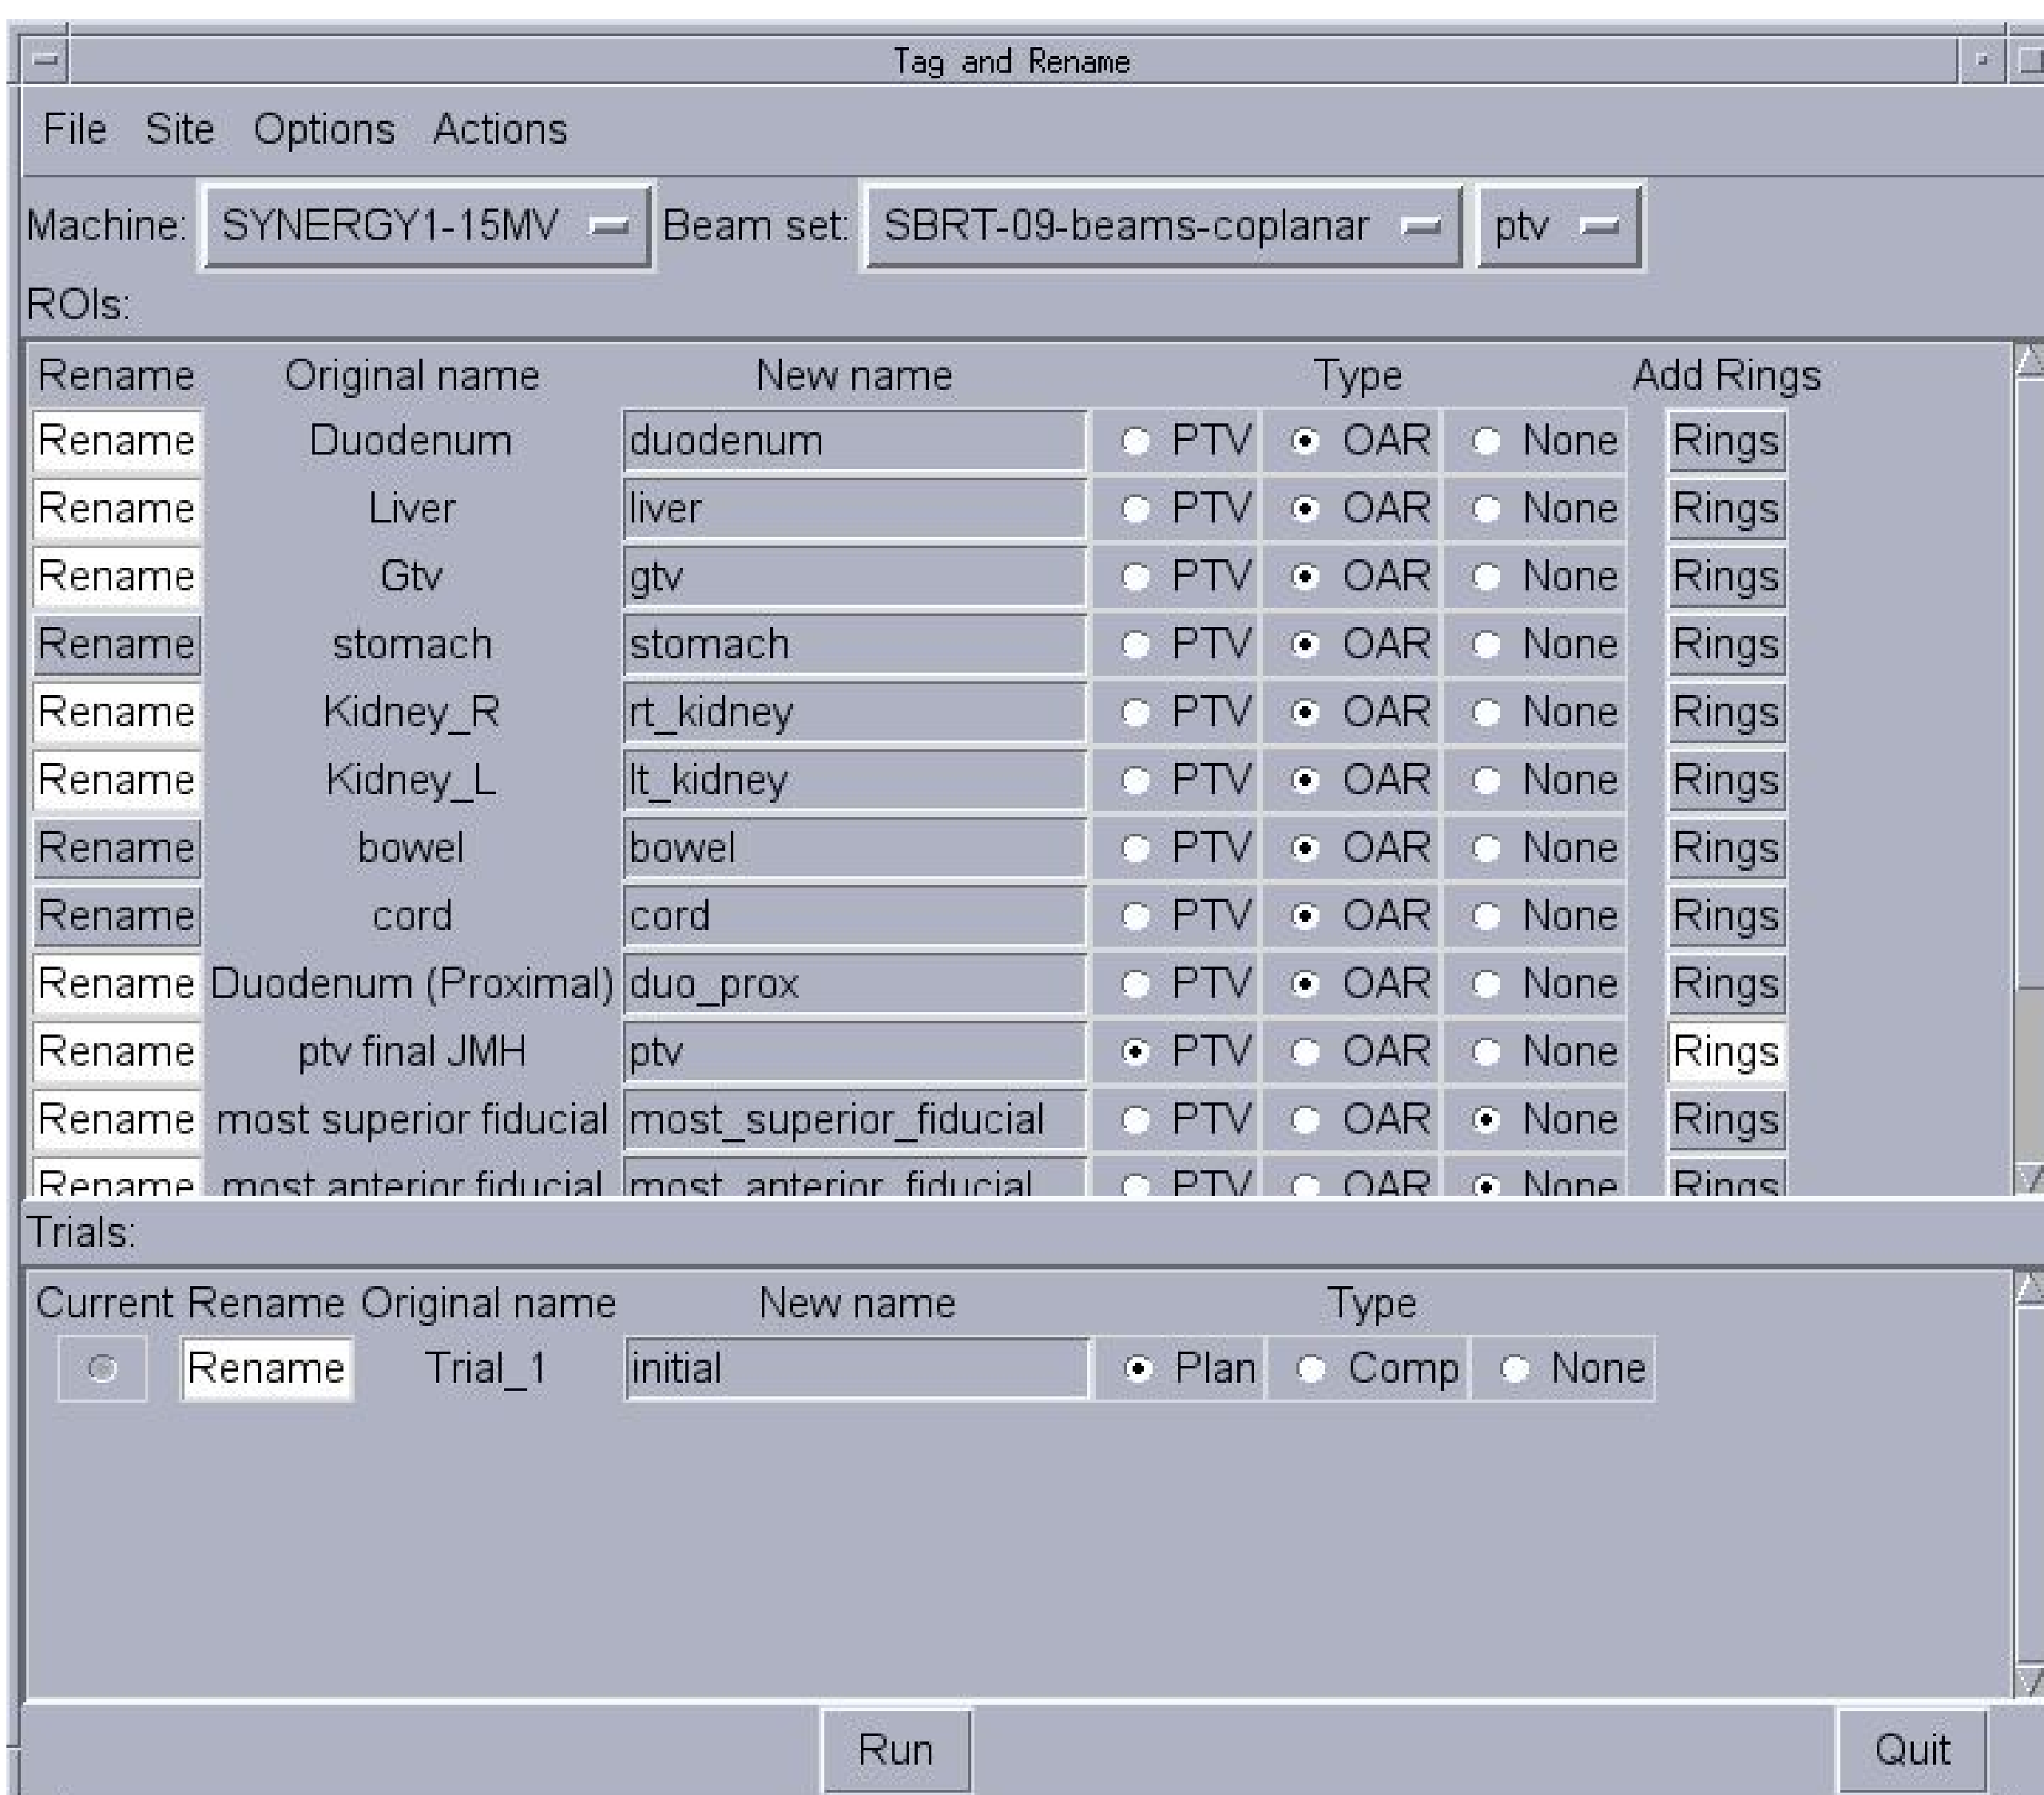 Tag and Rename
File Site Options Actions
Machine: SYNERGY1-15MV Beam set: SBRT-09-beams-coplanar ptv
ROIs:
Rename Original name New name Type Add Rings
Rename Duodenum duodenum PTV OAR None Rings
Rename Liver liver PTV OAR None Rings
Rename Gtv gtv PTV OAR None Rings
Rename stomach stomach PTV OAR None Rings
Rename Kidney_R rt_kidney PTV OAR None Rings
Rename Kidney_L lt_kidney PTV OAR None Rings
Rename bowel bowel PTV OAR None Rings
Rename cord cord PTV OAR None Rings
Rename Duodenum (Proximal) duo_prox PTV OAR None Rings
Rename ptv final JMH ptv PTV OAR None Rings
Rename most superior fiducial most_superior_fiducial PTV OAR None Rings
Rename most anterior fiducial most_anterior_fiducial PTV OAR None Rings
Trials:
Current Rename Original name New name Type
Rename Trial_1 initial Plan Comp None
Run Quit